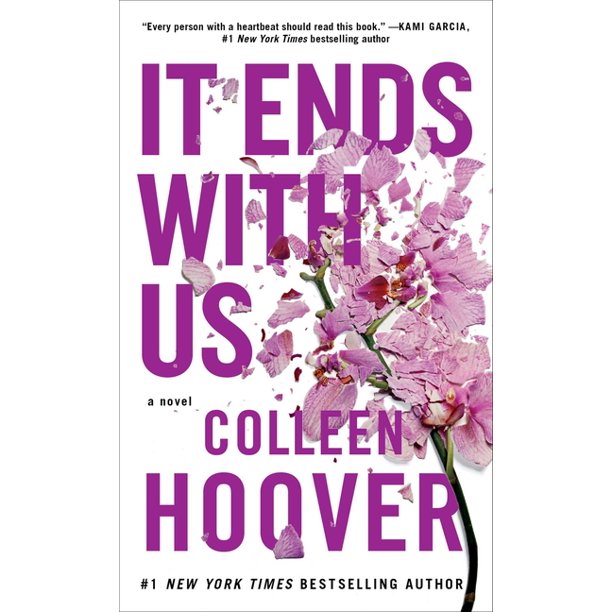 “Every person with a heartbeat should read this book.” —KAMI GARCIA,
#1 New York Times bestselling author
IT ENDS
WITH
US
a novel
COLLEEN
HOOVER
#1 NEW YORK TIMES BESTSELLING AUTHOR